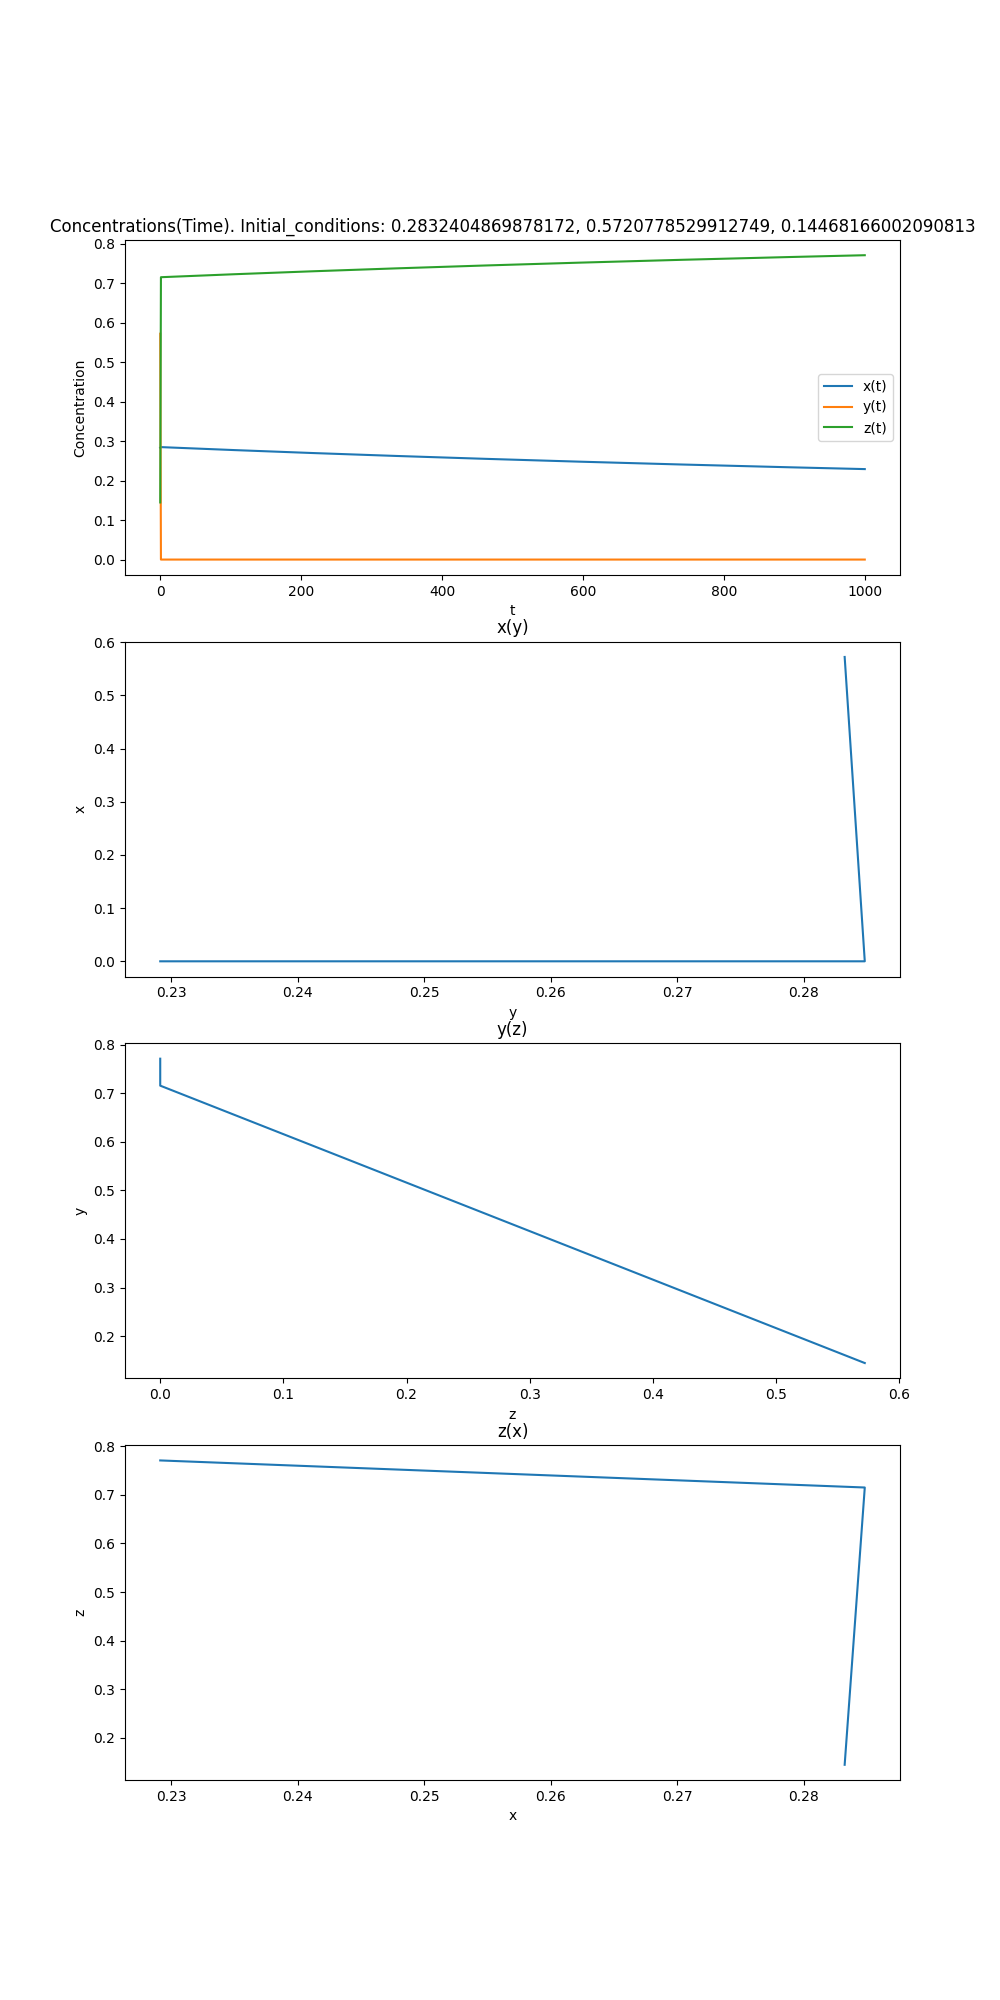 Concentrations(Time). Initial_conditions: 0.2832404869878172, 0.5720778529912749, 0.14468166002090813
0.8
0.7
0.6
0.5
0.4
0.3
0.2
0.1
0.0
Concentration
x(t)
y(t)
z(t)
0 200 400 600 800 1000
t
x(y)
0.6
0.5
0.4
0.3
0.2
0.1
0.0
x
0.23 0.24 0.25 0.26 0.27 0.28
y
y(z)
0.8
0.7
0.6
0.5
0.4
0.3
0.2
y
0.0 0.1 0.2 0.3 0.4 0.5 0.6
z
z(x)
0.8
0.7
0.6
0.5
0.4
0.3
0.2
z
0.23 0.24 0.25 0.26 0.27 0.28
x